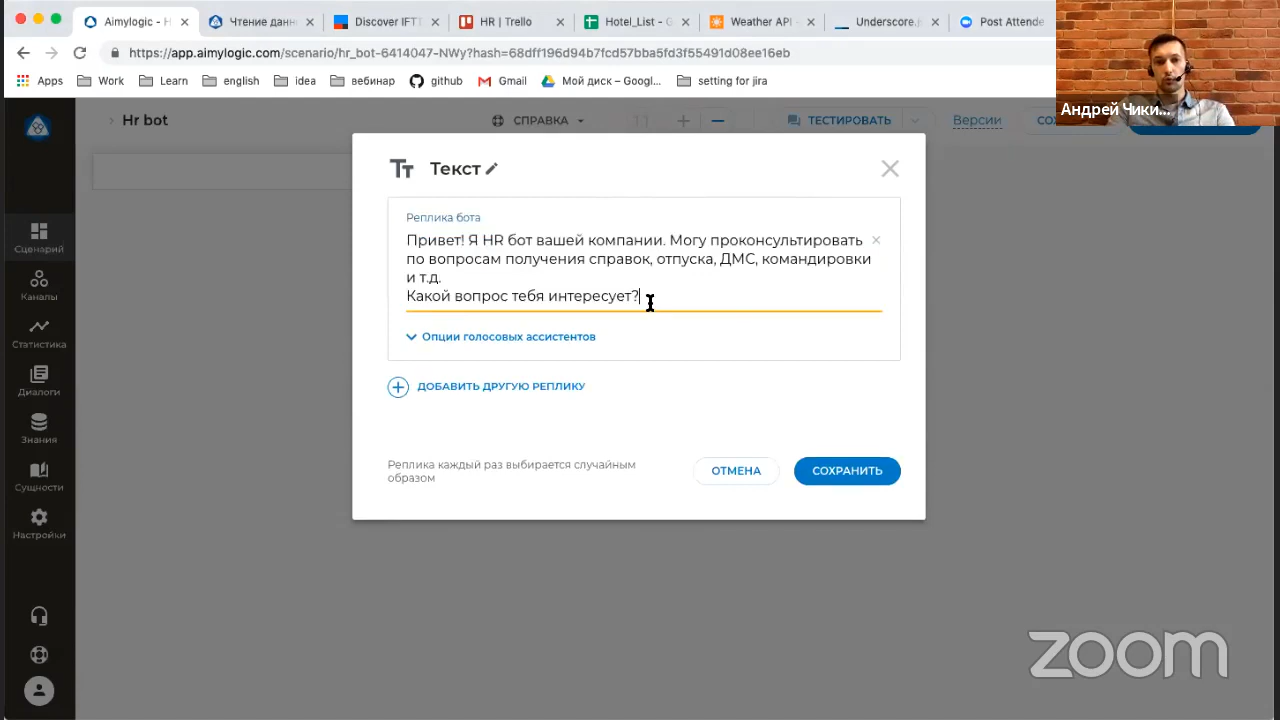 Aimylogic - H
Чтение данн
Discover IFTT
HR | Trello
Hotel_List - G
Weather API
Underscore.j
Post Attende
https://app.aimylogic.com/scenario/hr_bot-6414047-NWy?hash=68dff196d94b7fcd57bba5fd3f55491d08ee16eb
Apps
Work
Learn
english
idea
вебинар
github
Gmail
Мой диск – Googl...
setting for jira
Андрей Чики...
Hr bot
СПРАВКА
1:1
ТЕСТИРОВАТЬ
Версии
СО
Текст
Реплика бота
Привет! Я HR бот вашей компании. Могу проконсультировать
по вопросам получения справок, отпуска, ДМС, командировки
и т.д.
Какой вопрос тебя интересует?
Опции голосовых ассистентов
ДОБАВИТЬ ДРУГУЮ РЕПЛИКУ
Реплика каждый раз выбирается случайным
образом
ОТМЕНА
СОХРАНИТЬ
Сценарий
Каналы
Статистика
Диалоги
Знания
Сущности
Настройки
zoom